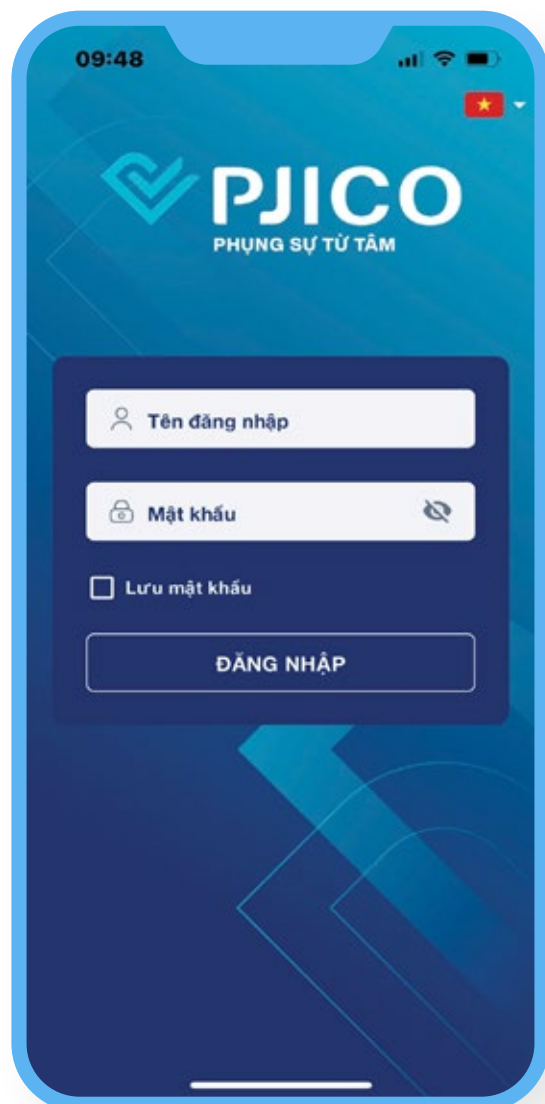 09:48
PJICO
PHỤNG SỰ TỪ TÂM
Tên đăng nhập
Mật khẩu
Lưu mật khẩu
ĐĂNG NHẬP